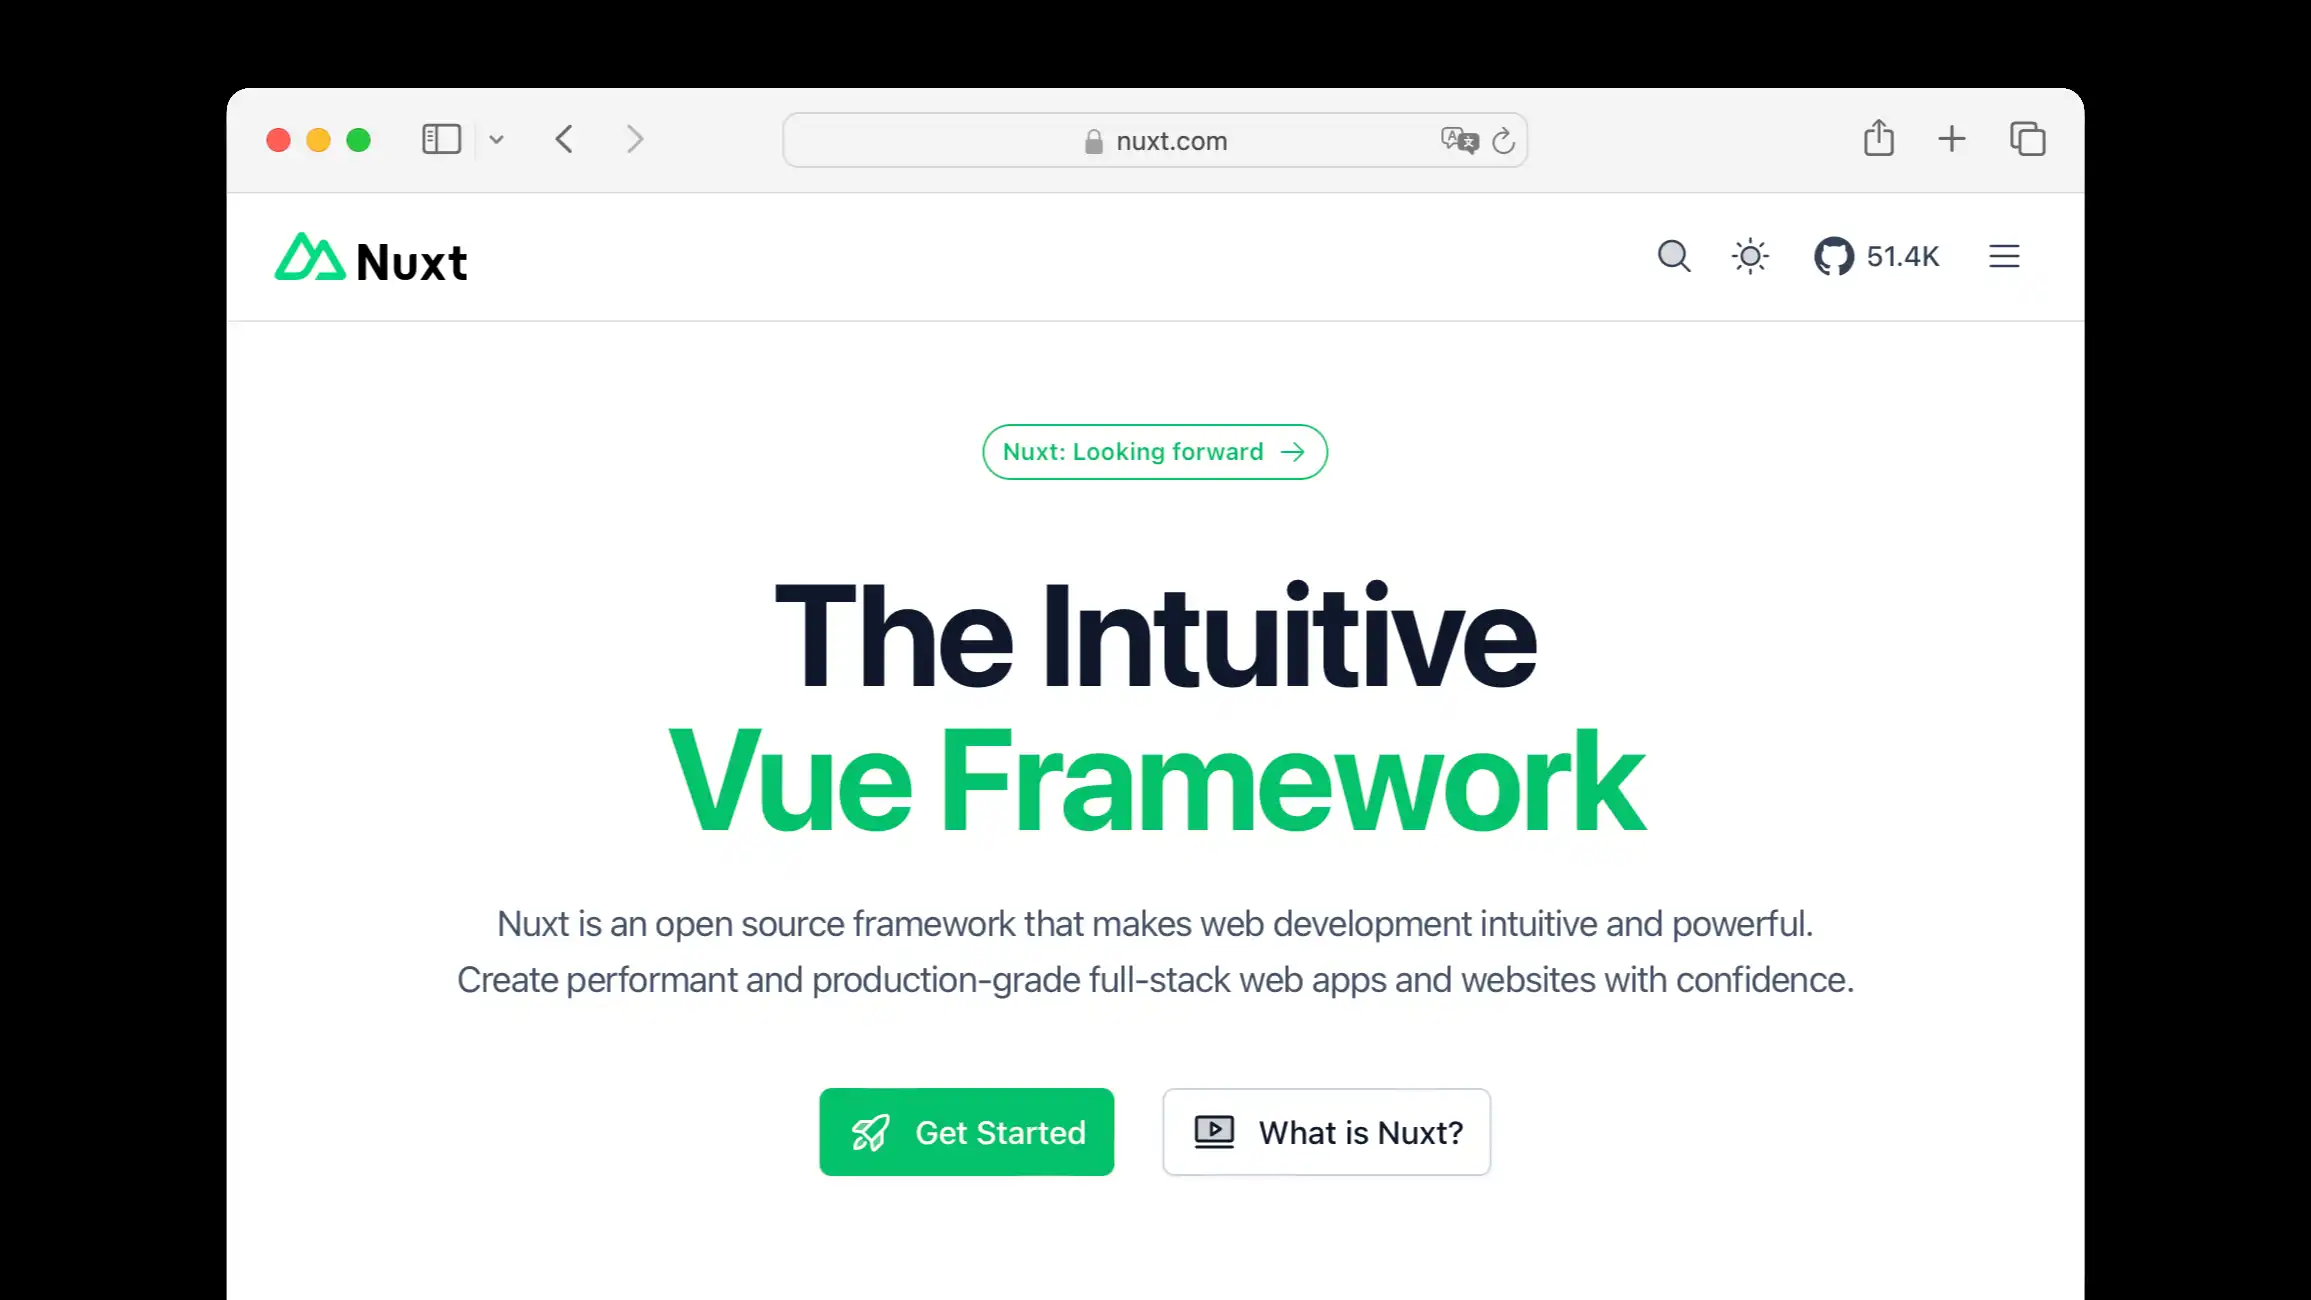 nuxt.com
Nuxt
51.4K
Nuxt: Looking forward →
The Intuitive
Vue Framework
Nuxt is an open source framework that makes web development intuitive and powerful.
Create performant and production-grade full-stack web apps and websites with confidence.
Get Started
What is Nuxt?